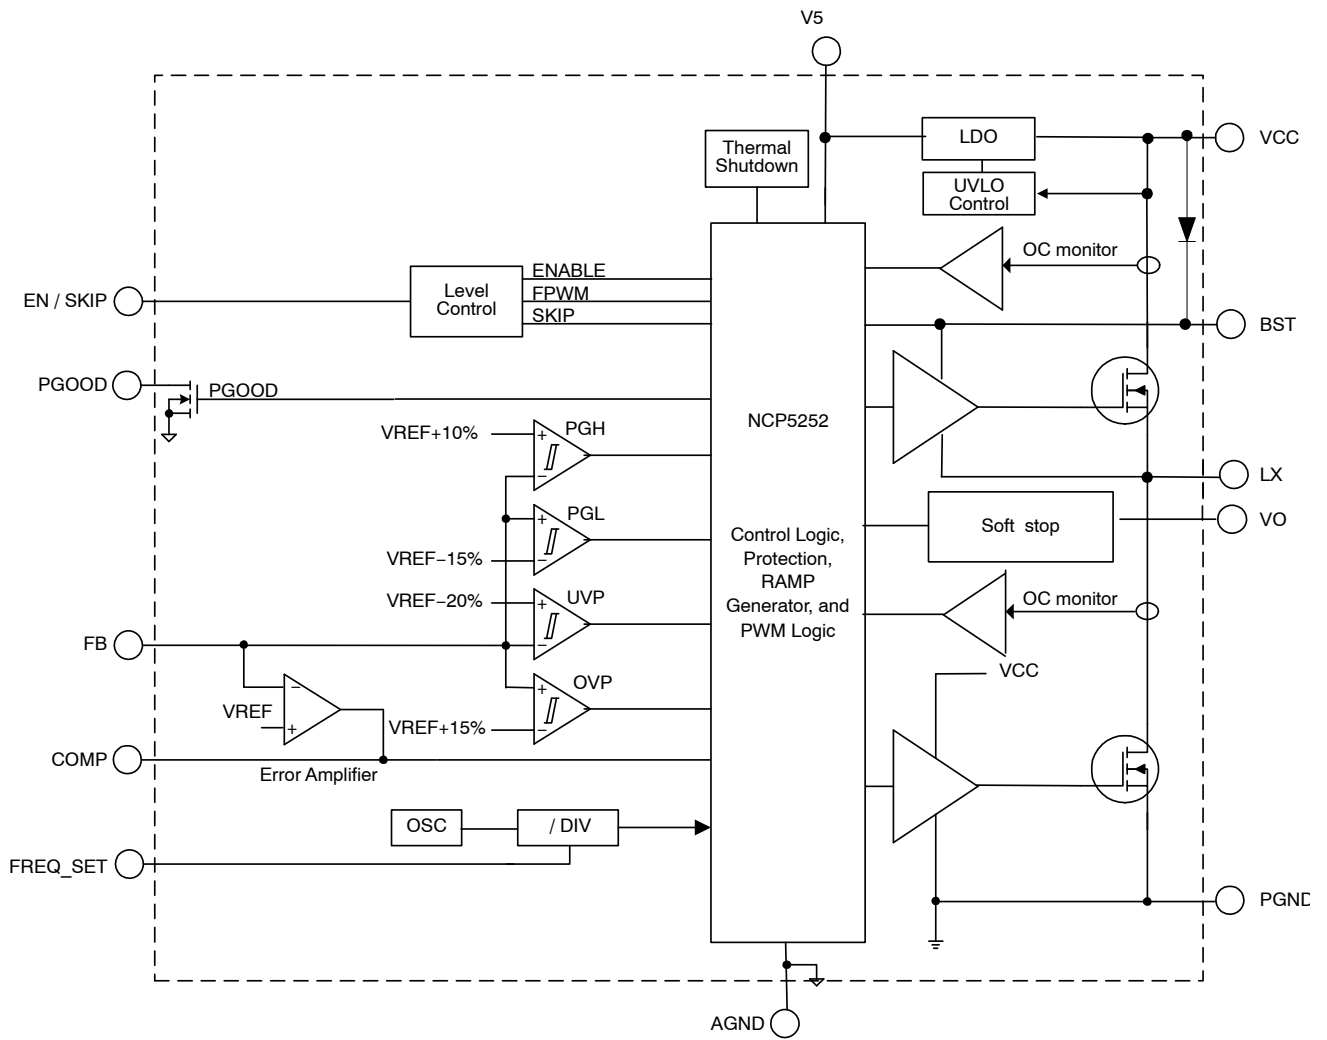 V5
LDO
VCC
Thermal
Shutdown
UVLO
Control
OC monitor
ENABLE
EN / SKIP
Level
Control
FPWM
SKIP
BST
PGOOD
PGOOD
NCP5252
VREF+10%
+
PGH
−
LX
+
PGL
VREF−15%
−
Soft stop
VO
Control Logic,
Protection,
RAMP
Generator, and
PWM Logic
VREF−20%
+
UVP
−
OC monitor
FB
VCC
−
VREF
+
+
OVP
VREF+15%
−
COMP
Error Amplifier
OSC
/ DIV
FREQ_SET
PGND
AGND